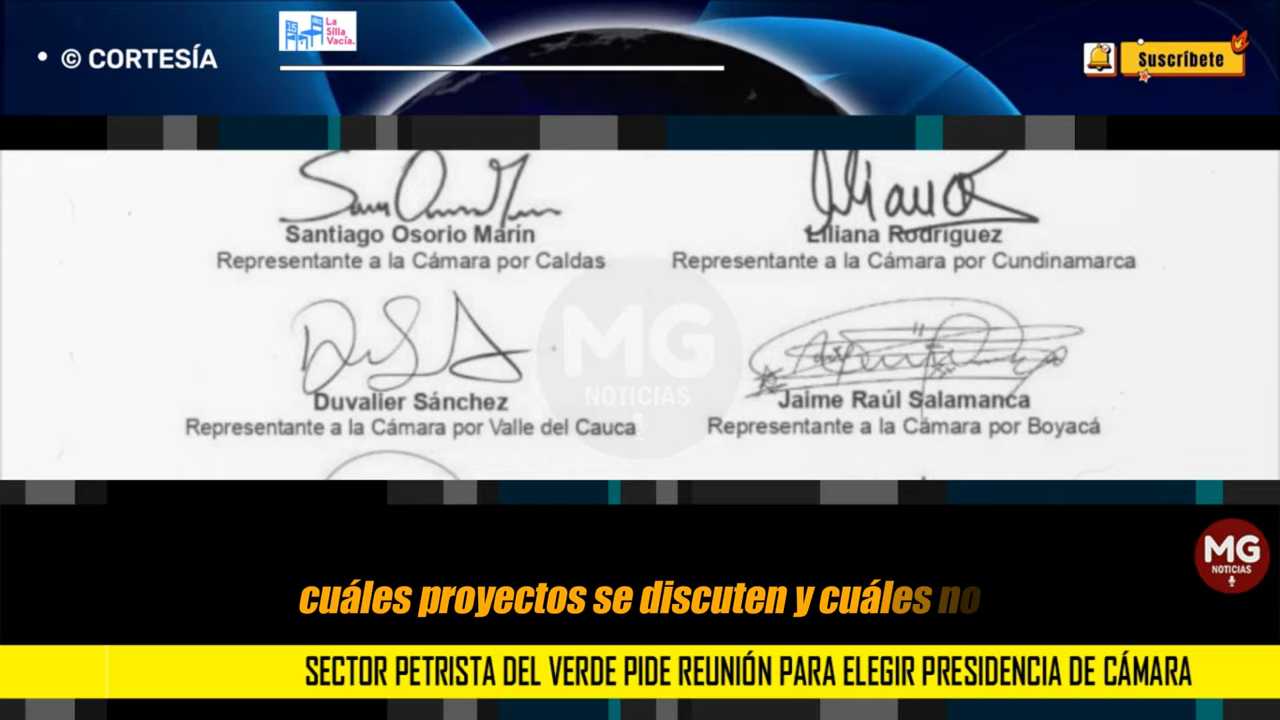 • © CORTESÍA
15 AÑOS
La
Silla
Vacía.
Suscríbete
Santiago Osorio Marín
Representante a la Cámara por Caldas
Liliana Rodríguez
Representante a la Cámara por Cundinamarca
MG
NOTICIAS
Duvalier Sánchez
Representante a la Cámara por Valle del Cauca
Jaime Raúl Salamanca
Representante a la Cámara por Boyacá
MG
NOTICIAS
cuáles proyectos se discuten y cuáles no
SECTOR PETRISTA DEL VERDE PIDE REUNIÓN PARA ELEGIR PRESIDENCIA DE CÁMARA